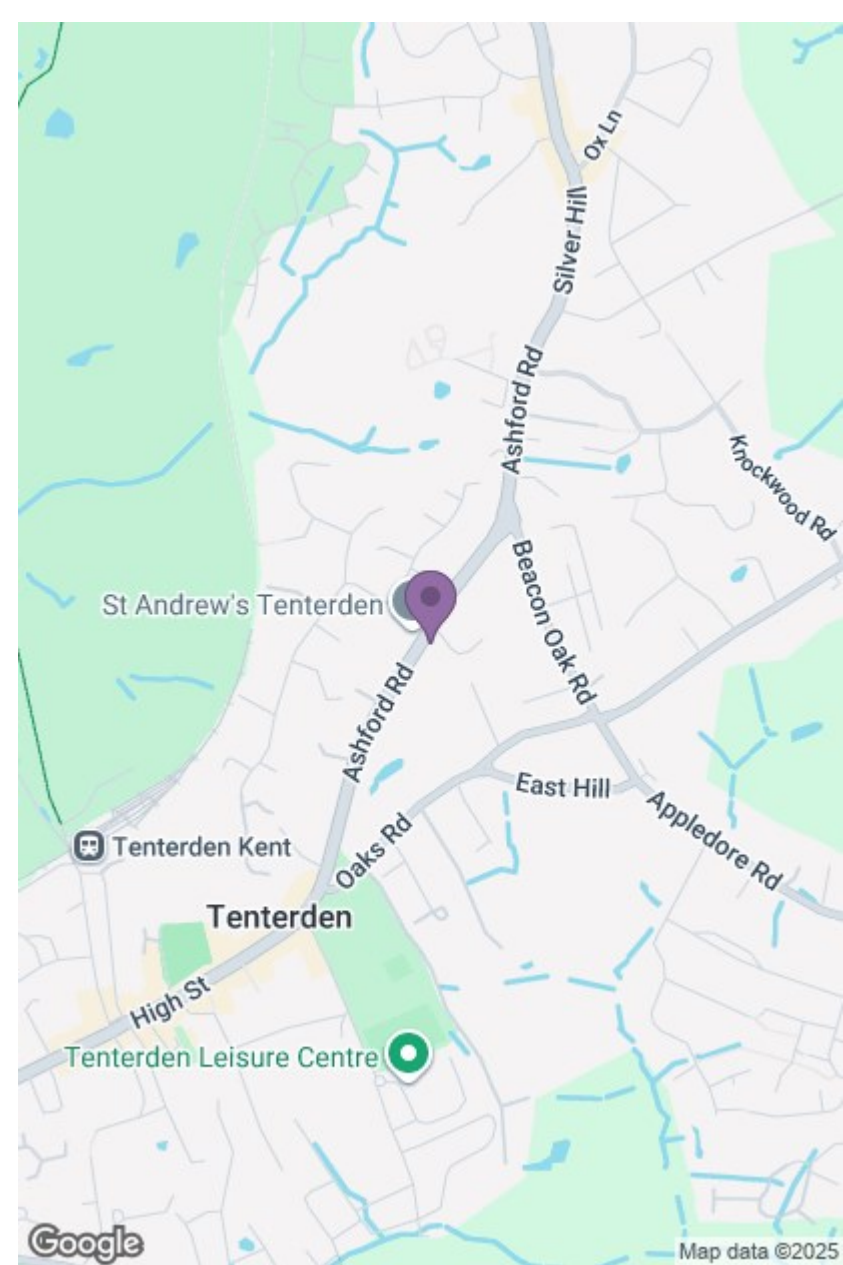 Ox Ln
Silver Hill
Ashford Rd
Knockwood Rd
Beacon Oak Rd
St Andrew's Tenterden
Ashford Rd
East Hill
Appledore Rd
Oaks Rd
Tenterden Kent
Tenterden
High St
Tenterden Leisure Centre
Google
Map data ©2025